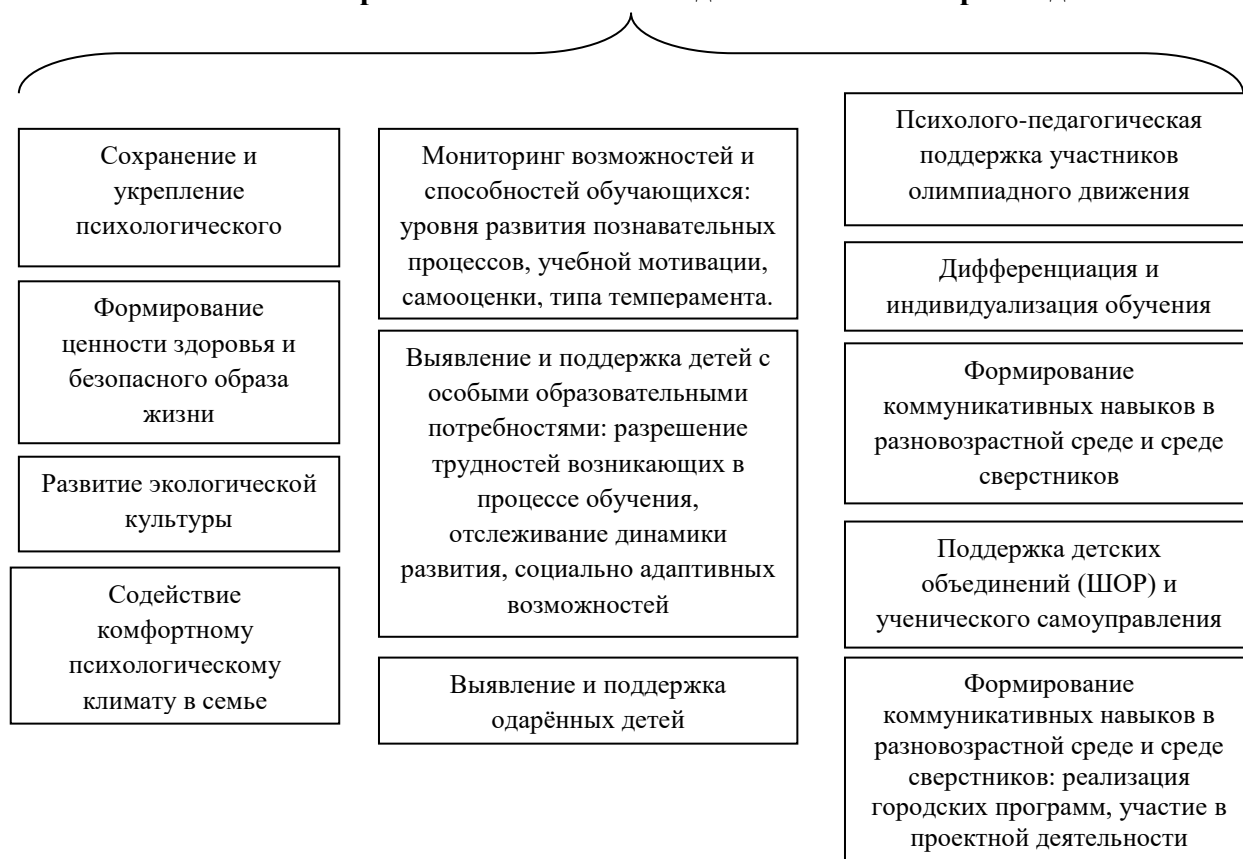 Сохранение и
укрепление
психологического
Формирование
ценности здоровья и
безопасного образа
жизни
Развитие экологической
культуры
Содействие
комфортному
психологическому
климату в семье
Мониторинг возможностей и
способностей обучающихся:
уровня развития познавательных
процессов, учебной мотивации,
самооценки, типа темперамента.
Выявление и поддержка детей с
особыми образовательными
потребностями: разрешение
трудностей возникающих в
процессе обучения,
отслеживание динамики
развития, социально адаптивных
возможностей
Выявление и поддержка
одарённых детей
Психолого-педагогическая
поддержка участников
олимпиадного движения
Дифференциация и
индивидуализация обучения
Формирование
коммуникативных навыков в
разновозрастной среде и среде
сверстников
Поддержка детских
объединений (ШОР) и
ученического самоуправления
Формирование
коммуникативных навыков в
разновозрастной среде и среде
сверстников: реализация
городских программ, участие в
проектной деятельности